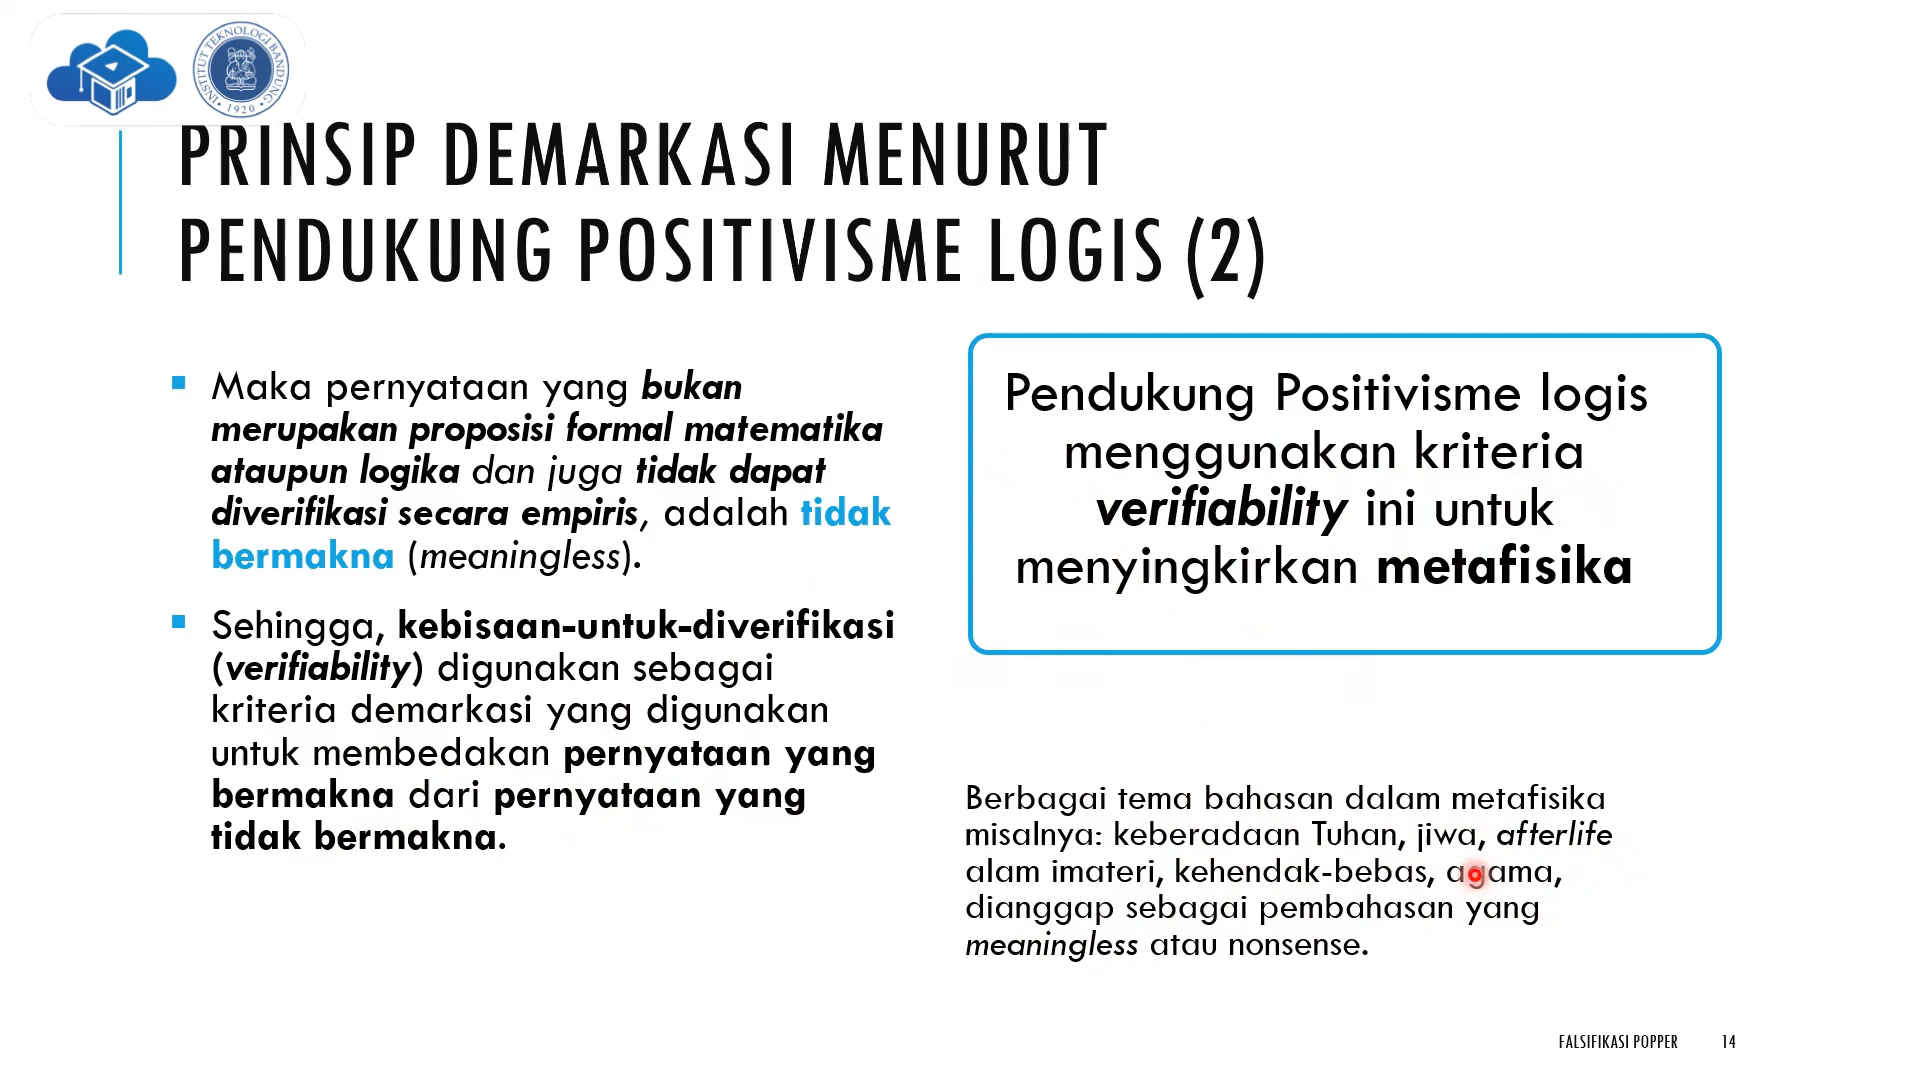 INSTITUT TEKNOLOGI BANDUNG
1920
PRINSIP DEMARKASI MENURUT
PENDUKUNG POSITIVISME LOGIS (2)
Maka pernyataan yang bukan
merupakan proposisi formal matematika
ataupun logika dan juga tidak dapat
diverifikasi secara empiris, adalah tidak
bermakna (meaningless).
Sehingga, kebisaan-untuk-diverifikasi
(verifiability) digunakan sebagai
kriteria demarkasi yang digunakan
untuk membedakan pernyataan yang
bermakna dari pernyataan yang
tidak bermakna.
Pendukung Positivisme logis
menggunakan kriteria
verifiability ini untuk
menyingkirkan metafisika
Berbagai tema bahasan dalam metafisika
misalnya: keberadaan Tuhan, jiwa, afterlife
alam imateri, kehendak-bebas, agama,
dianggap sebagai pembahasan yang
meaningless atau nonsense.
FALSIFIKASI POPPER 14